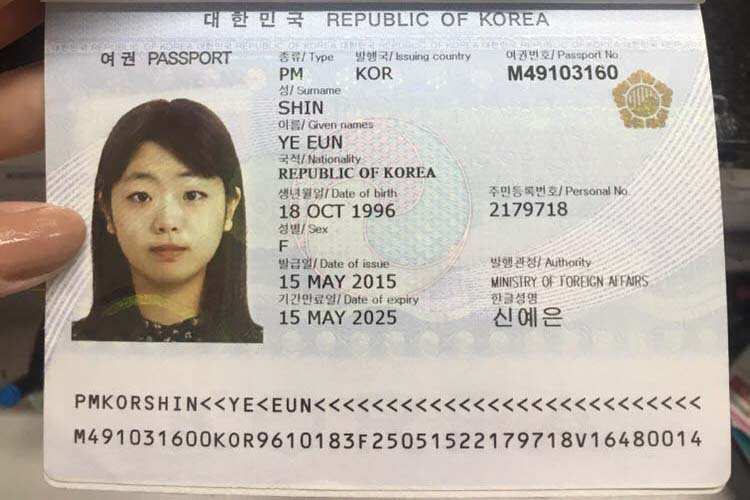 대한민국 REPUBLIC OF KOREA
여권 PASSPORT
종류/ Type 발행국/ Issuing country 여권번호/ Passport No.
PM KOR M49103160
성/ Surname
SHIN
이름/ Given names
YE EUN
국적/ Nationality
REPUBLIC OF KOREA
생년월일/ Date of birth 주민등록번호/ Personal No.
18 OCT 1996 2179718
성별/ Sex
F
발급일/ Date of issue 발행관청/ Authority
15 MAY 2015 MINISTRY OF FOREIGN AFFAIRS
기간만료일/ Date of expiry 한글성명
15 MAY 2025 신예은
PMKORSHIN<<YE<EUN<<<<<<<<<<<<<<<<<<<<<<<<<<<
M491031600KOR9610183F25051522179718V16480014